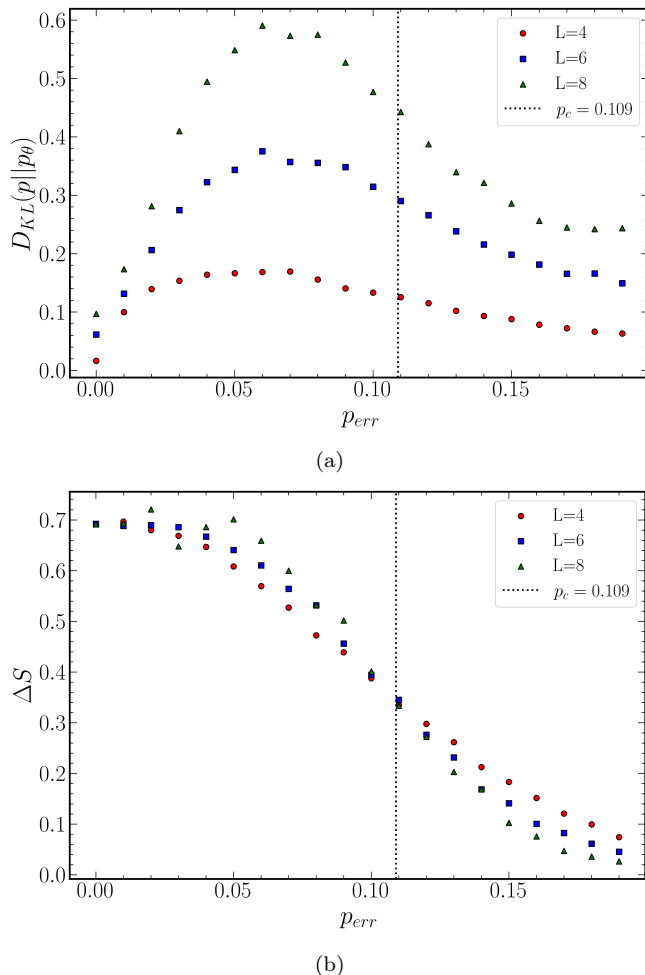 0.6
0.5
0.4
0.3
0.2
0.1
0.0
D_{KL}(p||p_θ)
L=4
L=6
L=8
p_c = 0.109
0.00 0.05 0.10 0.15
p_{err}
(a)
0.7
0.6
0.5
0.4
0.3
0.2
0.1
0.0
ΔS
L=4
L=6
L=8
p_c = 0.109
0.00 0.05 0.10 0.15
p_{err}
(b)